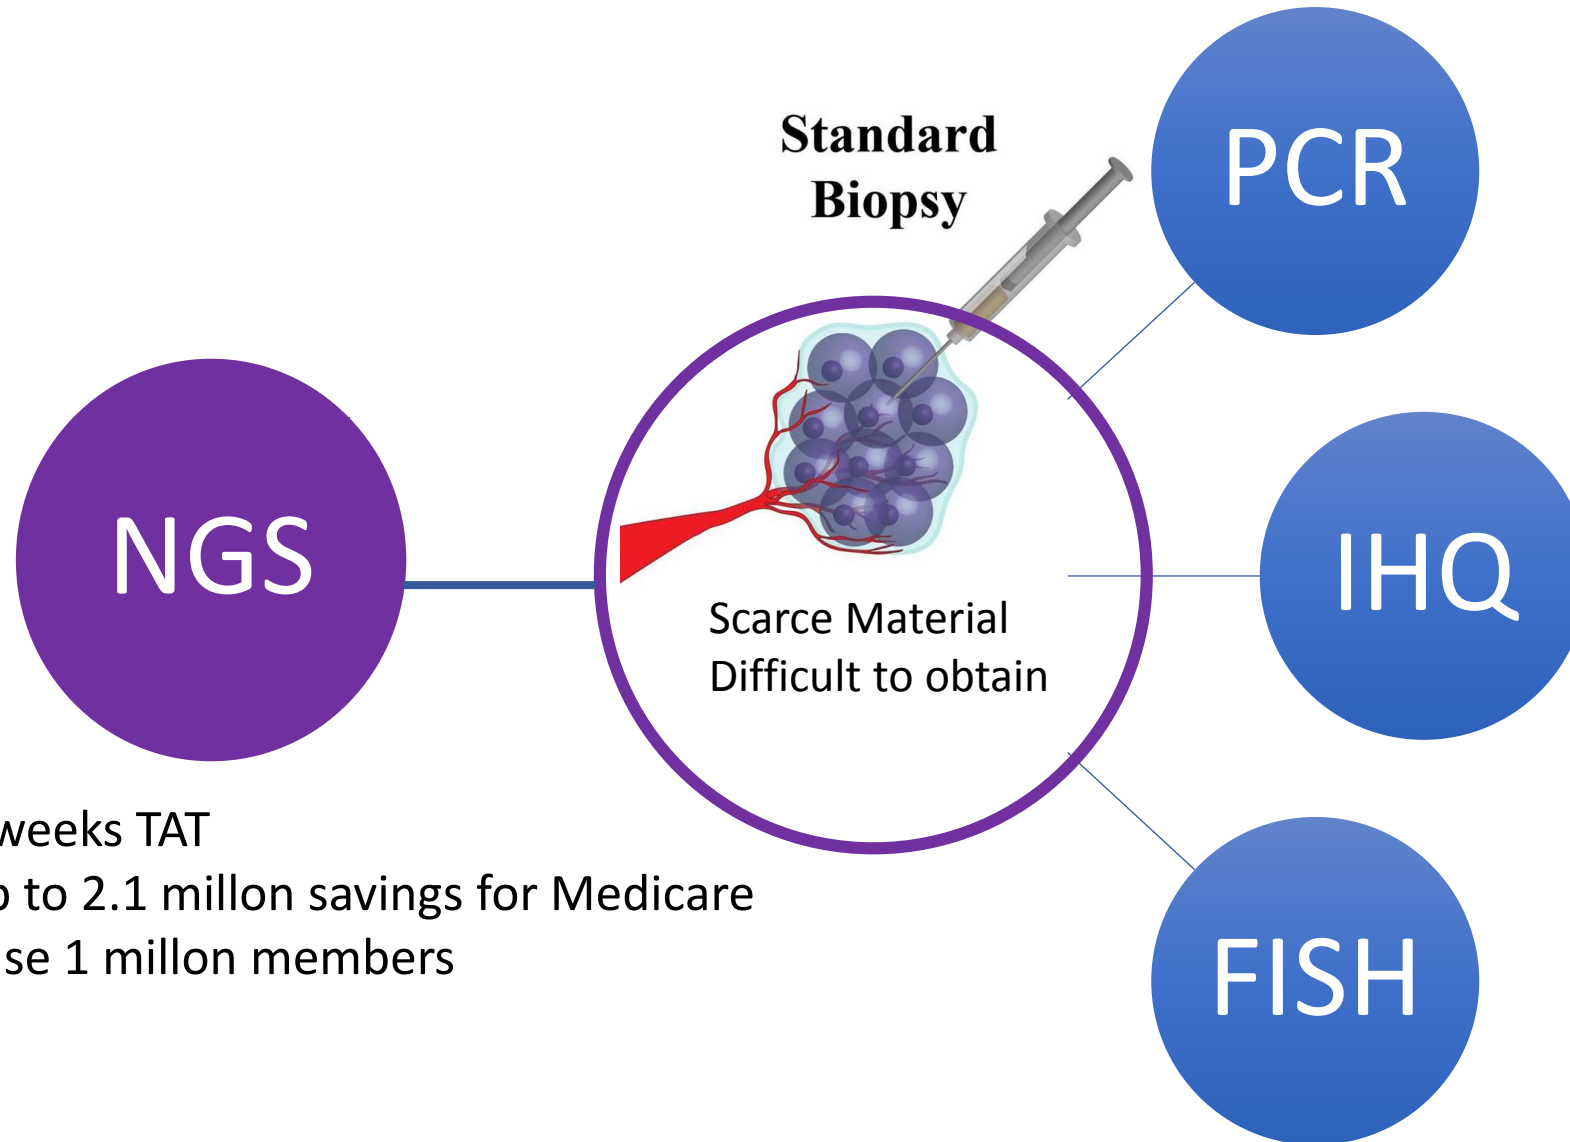 Standard
Biopsy
PCR
NGS
IHQ
Scarce Material
Difficult to obtain
weeks TAT
to 2.1 millon savings for Medicare
1 millon members
FISH